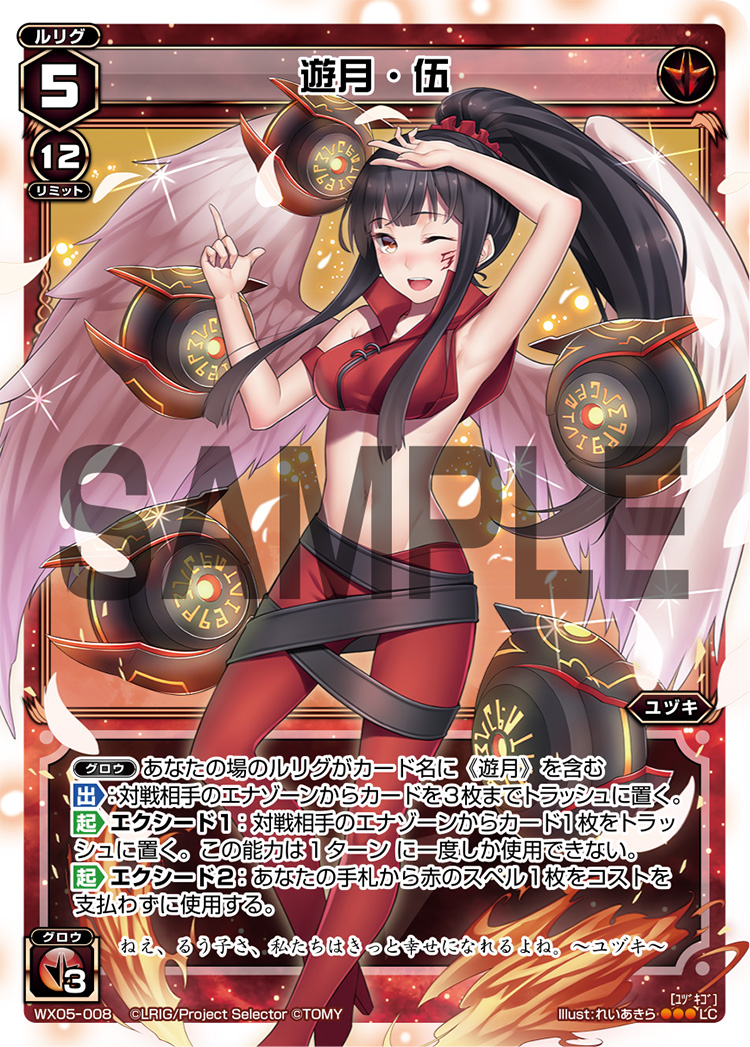 ルリグ
5
遊月・伍
12
リミット
SAMPLE
ユヅキ
グロウ あなたの場のルリグがカード名に《遊月》を含む
出:対戦相手のエナゾーンからカードを3枚までトラッシュに置く。
起 エクシード1:対戦相手のエナゾーンからカード1枚をトラッ
シュに置く。この能力は1ターン に一度しか使用できない。
起 エクシード2:あなたの手札から赤のスペル1枚をコストを
支払わずに使用する。
ねえ、るう子さ、私たちはきっと幸せになれるよね。~ユヅキ~
グロウ
3
[ユヅキゴ]
WX05-008 ©LRIG/Project Selector ©TOMY Illust:れいあきら LC